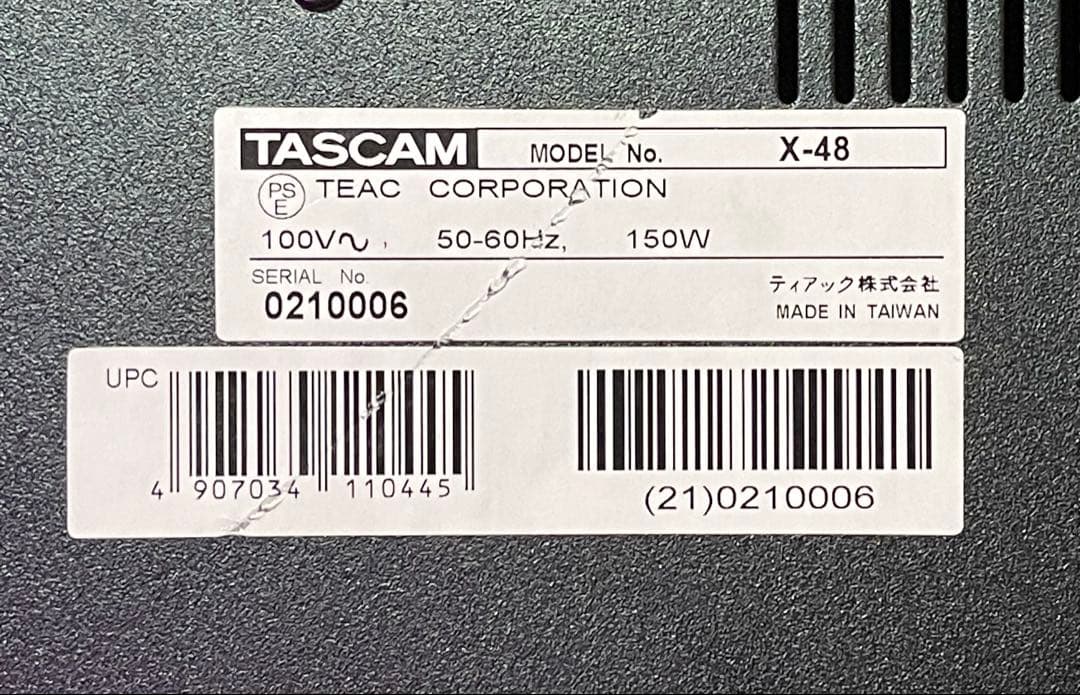 TASCAM MODEL No. X-48
PSE TEAC CORPORATION
100V〜, 50-60Hz, 150W
SERIAL No.
0210006
ティアック株式会社
MADE IN TAIWAN
UPC
4 907034 110445
(21)0210006